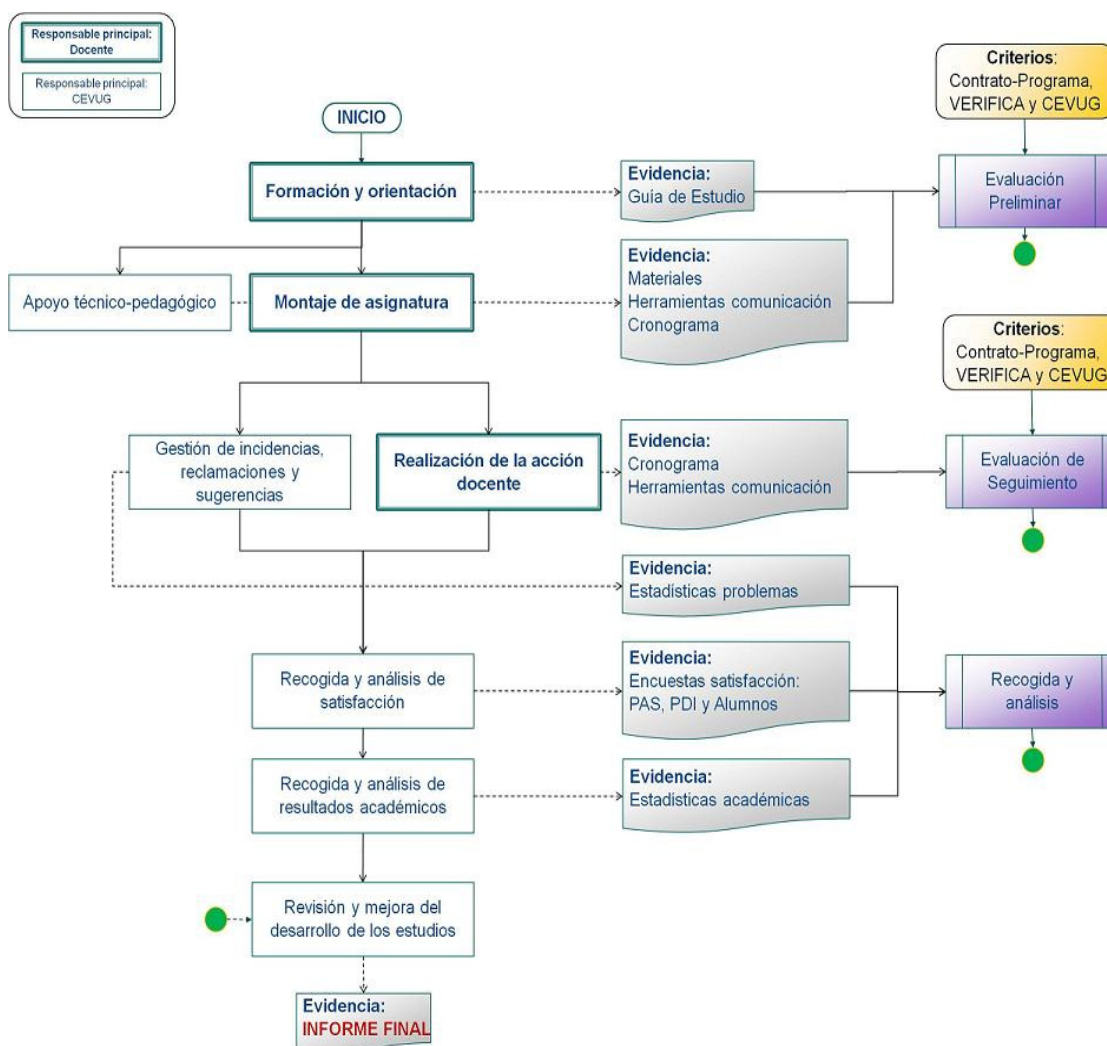 Responsable principal:
Docente
Responsable principal:
CEVUG
INICIO
Criterios:
Contrato-Programa,
VERIFICA y CEVUG
Formación y orientación
Evidencia:
Guía de Estudio
Evaluación
Preliminar
Apoyo técnico-pedagógico
Montaje de asignatura
Evidencia:
Materiales
Herramientas comunicación
Cronograma
Criterios:
Contrato-Programa,
VERIFICA y CEVUG
Gestión de incidencias,
reclamaciones y
sugerencias
Realización de la acción
docente
Evidencia:
Cronograma
Herramientas comunicación
Evaluación de
Seguimiento
Evidencia:
Estadísticas problemas
Recogida y análisis de
satisfacción
Evidencia:
Encuestas satisfacción:
PAS, PDI y Alumnos
Recogida y
análisis
Recogida y análisis de
resultados académicos
Evidencia:
Estadísticas académicas
Revisión y mejora del
desarrollo de los estudios
Evidencia:
INFORME FINAL